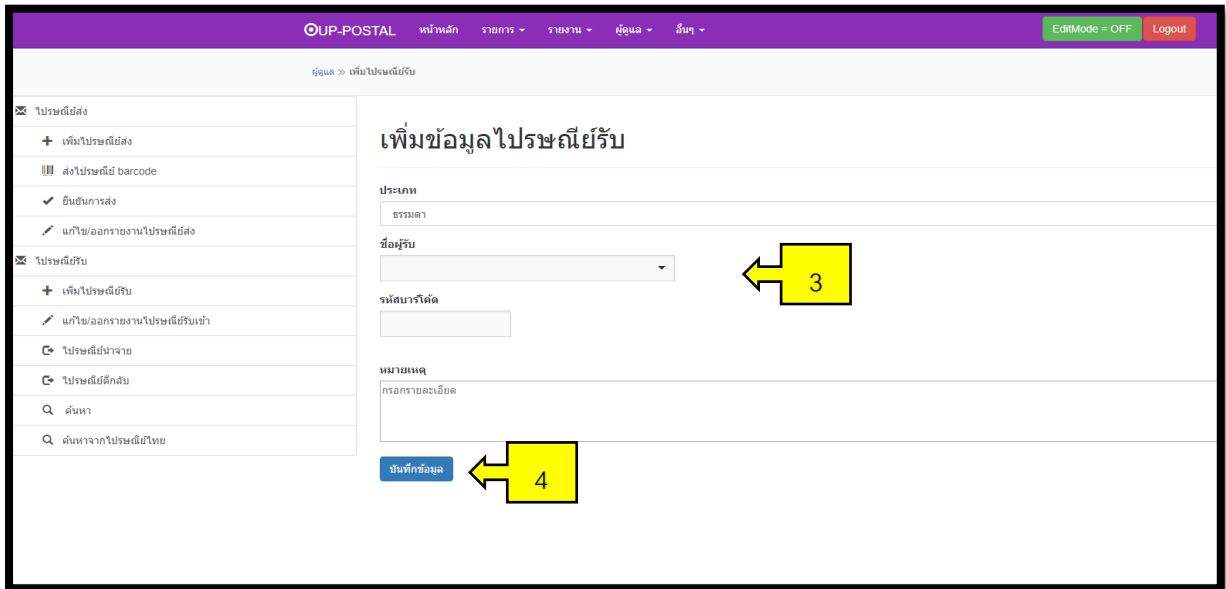 UP-POSTAL หน้าหลัก รายการ รายงาน ผู้ดูแล อื่นๆ EditMode = OFF Logout
ผู้ดูแล » เพิ่มไปรษณีย์รับ
ไปรษณีย์ส่ง
เพิ่มไปรษณีย์ส่ง
ส่งไปรษณีย์ barcode
ยืนยันการส่ง
แก้ไข/ออกรายงานไปรษณีย์ส่ง
ไปรษณีย์รับ
เพิ่มไปรษณีย์รับ
แก้ไข/ออกรายงานไปรษณีย์รับเข้า
ไปรษณีย์นำจ่าย
ไปรษณีย์ตีกลับ
ค้นหา
ค้นหาจากไปรษณีย์ไทย
เพิ่มข้อมูลไปรษณีย์รับ
ประเภท
ธรรมดา
ชื่อผู้รับ
3
รหัสบาร์โค้ด
หมายเหตุ
กรอกรายละเอียด
บันทึกข้อมูล
4